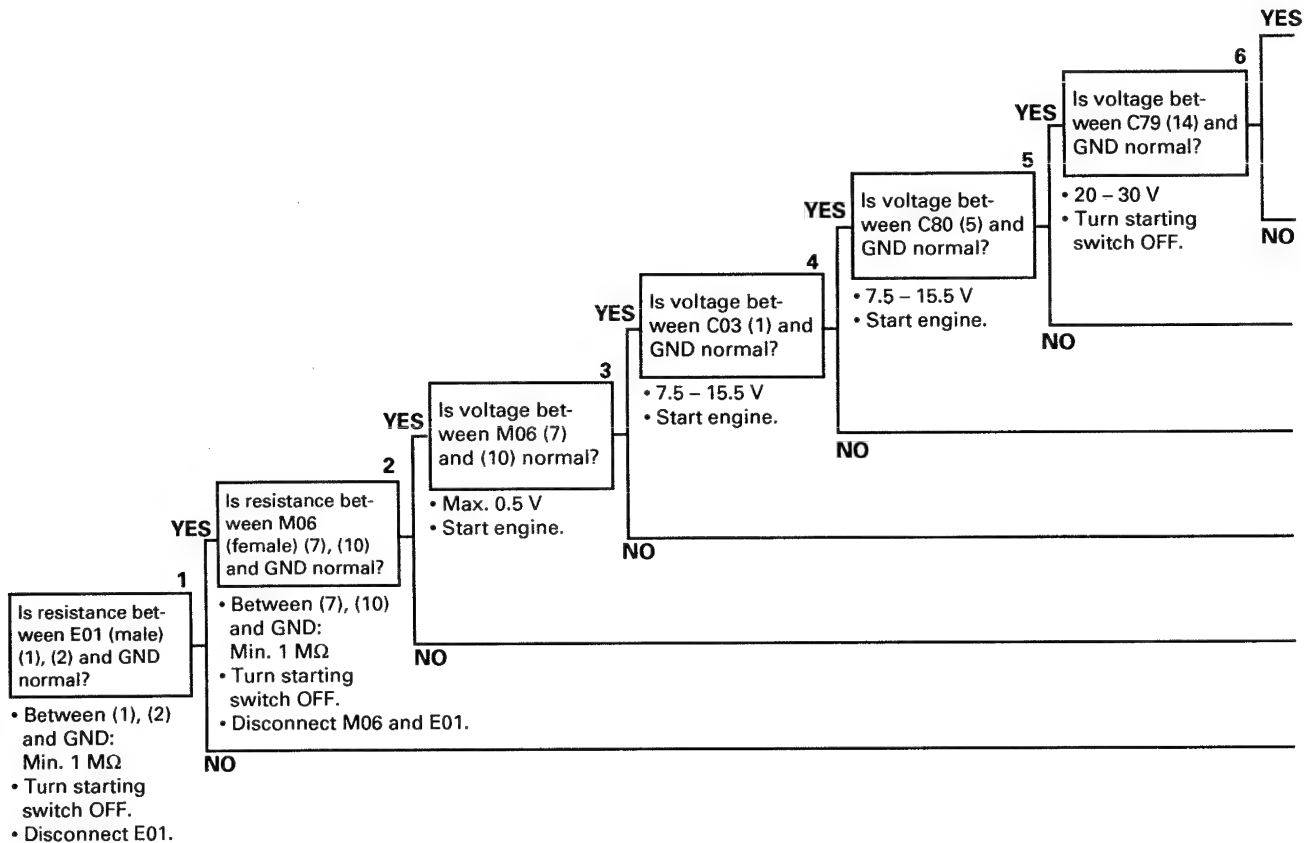 1
Is resistance bet-
ween E01 (male)
(1), (2) and GND
normal?
• Between (1), (2)
and GND:
Min. 1 MΩ
• Turn starting
switch OFF.
• Disconnect E01.
YES
NO
2
Is resistance bet-
ween M06
(female) (7), (10)
and GND normal?
• Between (7), (10)
and GND:
Min. 1 MΩ
• Turn starting
switch OFF.
• Disconnect M06 and E01.
YES
NO
3
Is voltage bet-
ween M06 (7)
and (10) normal?
• Max. 0.5 V
• Start engine.
YES
NO
4
Is voltage bet-
ween C03 (1) and
GND normal?
• 7.5 – 15.5 V
• Start engine.
YES
NO
5
Is voltage bet-
ween C80 (5) and
GND normal?
• 7.5 – 15.5 V
• Start engine.
YES
NO
6
Is voltage bet-
ween C79 (14) and
GND normal?
• 20 – 30 V
• Turn starting
switch OFF.
YES
NO